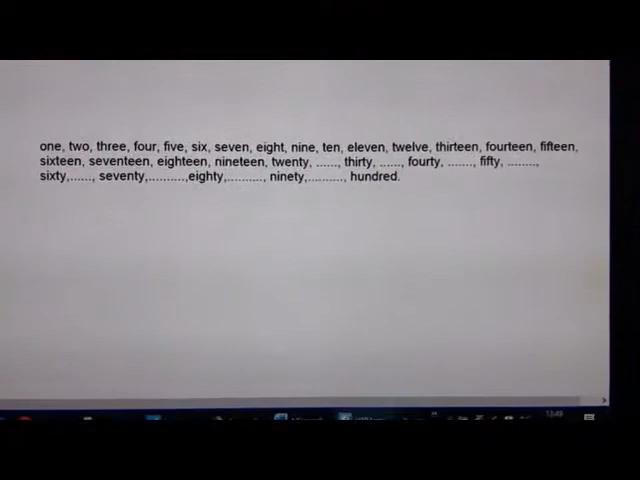 one, two, three, four, five, six, seven, eight, nine, ten, eleven, twelve, thirteen, fourteen, fifteen,
sixteen, seventeen, eighteen, nineteen, twenty, ......, thirty, ......, fourty, ......., fifty, ........,
sixty,......, seventy,..........,eighty,.........., ninety,.........., hundred.